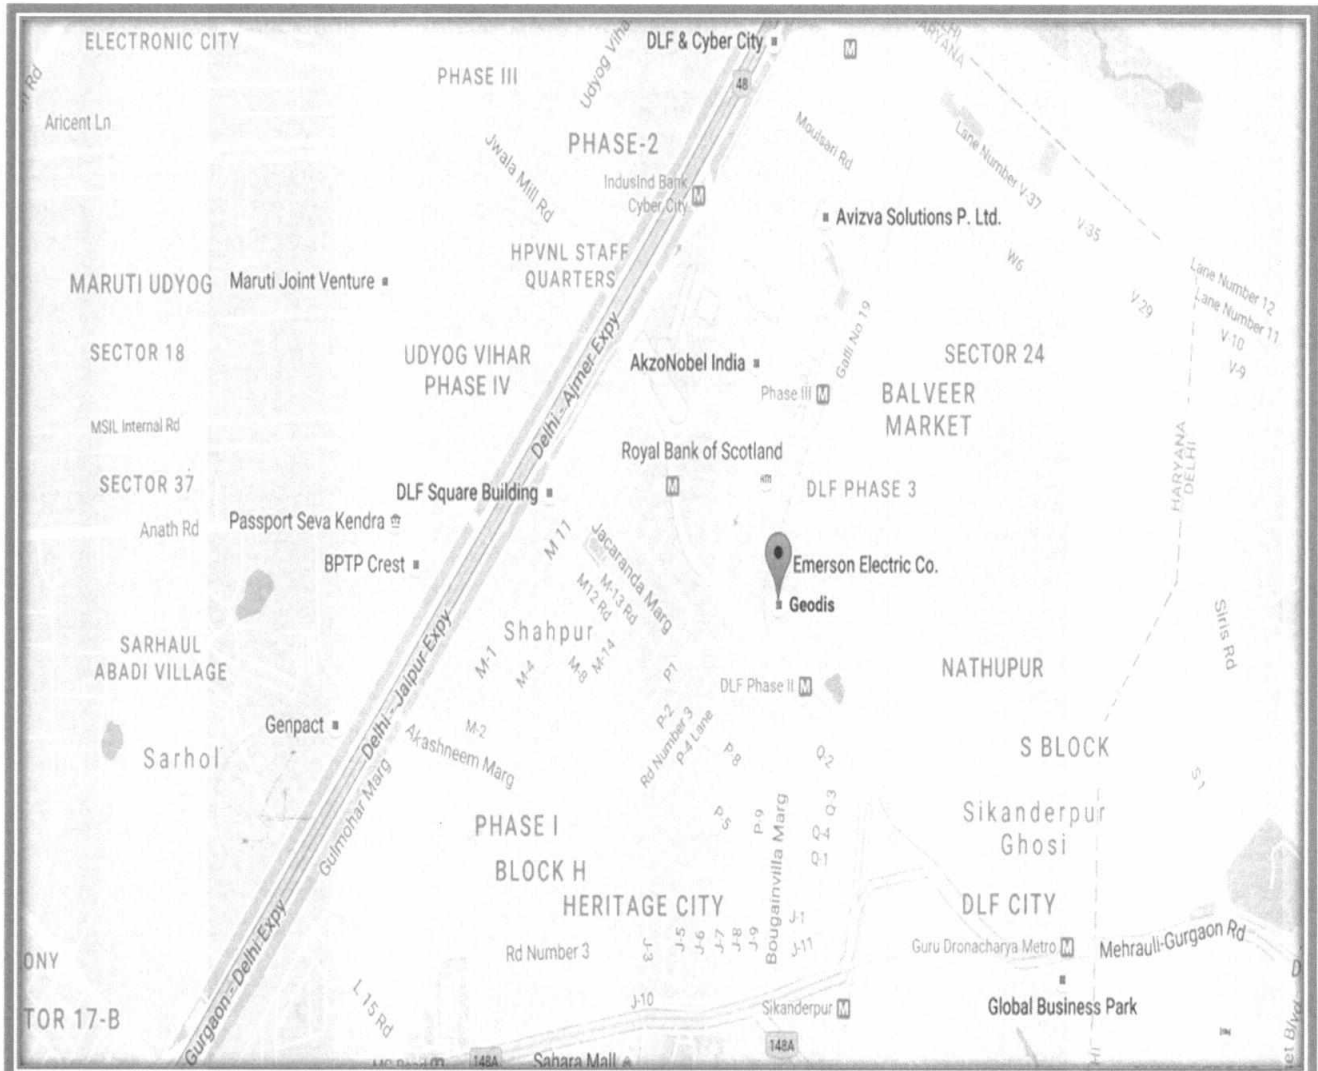 ELECTRONIC CITY
DLF & Cyber City
M
PHASE III
Udyog Viha
48
Aricent Ln
PHASE-2
Jwala Mill Rd
Moulsari Rd
Lane Number V-37
IndusInd Bank
Cyber City
M
Avizva Solutions P. Ltd.
V-35
HPVNL STAFF
QUARTERS
W6
MARUTI UDYOG
Maruti Joint Venture
Lane Number 12
Lane Number 11
V-29
V-10
V-9
SECTOR 18
UDYOG VIHAR
PHASE IV
Delhi - Ajmer Expy
AkzoNobel India
SECTOR 24
Phase III M
BALVEER
MARKET
MSIL Internal Rd
Royal Bank of Scotland
HARYANA
DELHI
SECTOR 37
DLF Square Building
M
DLF PHASE 3
Anath Rd
Passport Seva Kendra
M 11
Jacaranda Marg
BPTP Crest
Emerson Electric Co.
M-13 Rd
M12 Rd
Geodis
Shahpur
Siris Rd
SARHAUL
ABADI VILLAGE
M-1
M-4
M-8
M-14
P1
NATHUPUR
DLF Phase II M
Delhi - Jaipur Expy
Genpact
M-2
P-2
Rd Number 3
P-4 Lane
Akashneem Marg
Sarhol
P-8
Q-2
S BLOCK
Gulmohar Marg
PHASE I
P-5
P-9
Bougainvilla Marg
Q-3
Q-4
Q-1
Sikanderpur
Ghosi
BLOCK H
HERITAGE CITY
DLF CITY
Gurgaon - Delhi Expy
Rd Number 3
J-3
J-5
J-6
J-7
J-8
J-9
J-1
J-11
Guru Dronacharya Metro M
Mehrauli-Gurgaon Rd
ONY
L 15 Rd
J-10
Sikanderpur M
Global Business Park
TOR 17-B
148A
Sahara Mall
148A